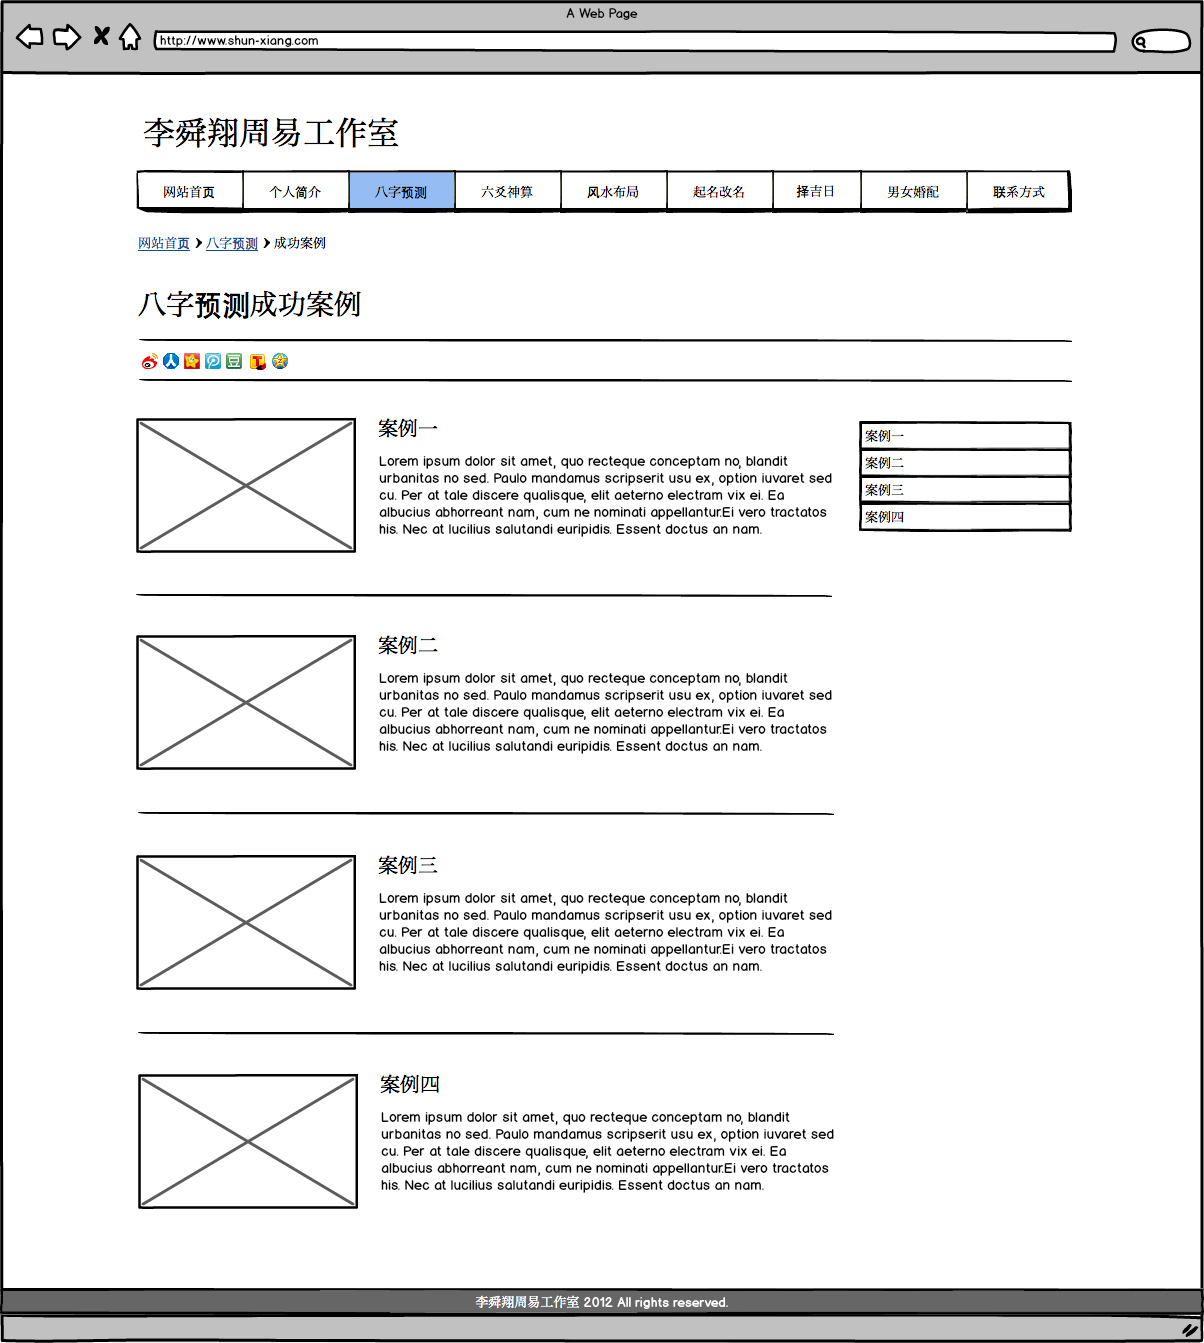 A Web Page
http://www.shun-xiang.com
李舜翔周易工作室
网站首页 个人简介 八字预测 六爻神算 风水布局 起名改名 择吉日 男女婚配 联系方式
网站首页 > 八字预测 > 成功案例
八字预测成功案例
案例一
Lorem ipsum dolor sit amet, quo recteque conceptam no, blandit
urbanitas no sed. Paulo mandamus scripserit usu ex, option iuvaret sed
cu. Per at tale discere qualisque, elit aeterno electram vix ei. Ea
albucius abhorreant nam, cum ne nominati appellantur.Ei vero tractatos
his. Nec at lucilius salutandi euripidis. Essent doctus an nam.
案例一
案例二
案例三
案例四
案例二
Lorem ipsum dolor sit amet, quo recteque conceptam no, blandit
urbanitas no sed. Paulo mandamus scripserit usu ex, option iuvaret sed
cu. Per at tale discere qualisque, elit aeterno electram vix ei. Ea
albucius abhorreant nam, cum ne nominati appellantur.Ei vero tractatos
his. Nec at lucilius salutandi euripidis. Essent doctus an nam.
案例三
Lorem ipsum dolor sit amet, quo recteque conceptam no, blandit
urbanitas no sed. Paulo mandamus scripserit usu ex, option iuvaret sed
cu. Per at tale discere qualisque, elit aeterno electram vix ei. Ea
albucius abhorreant nam, cum ne nominati appellantur.Ei vero tractatos
his. Nec at lucilius salutandi euripidis. Essent doctus an nam.
案例四
Lorem ipsum dolor sit amet, quo recteque conceptam no, blandit
urbanitas no sed. Paulo mandamus scripserit usu ex, option iuvaret sed
cu. Per at tale discere qualisque, elit aeterno electram vix ei. Ea
albucius abhorreant nam, cum ne nominati appellantur.Ei vero tractatos
his. Nec at lucilius salutandi euripidis. Essent doctus an nam.
李舜翔周易工作室 2012 All rights reserved.